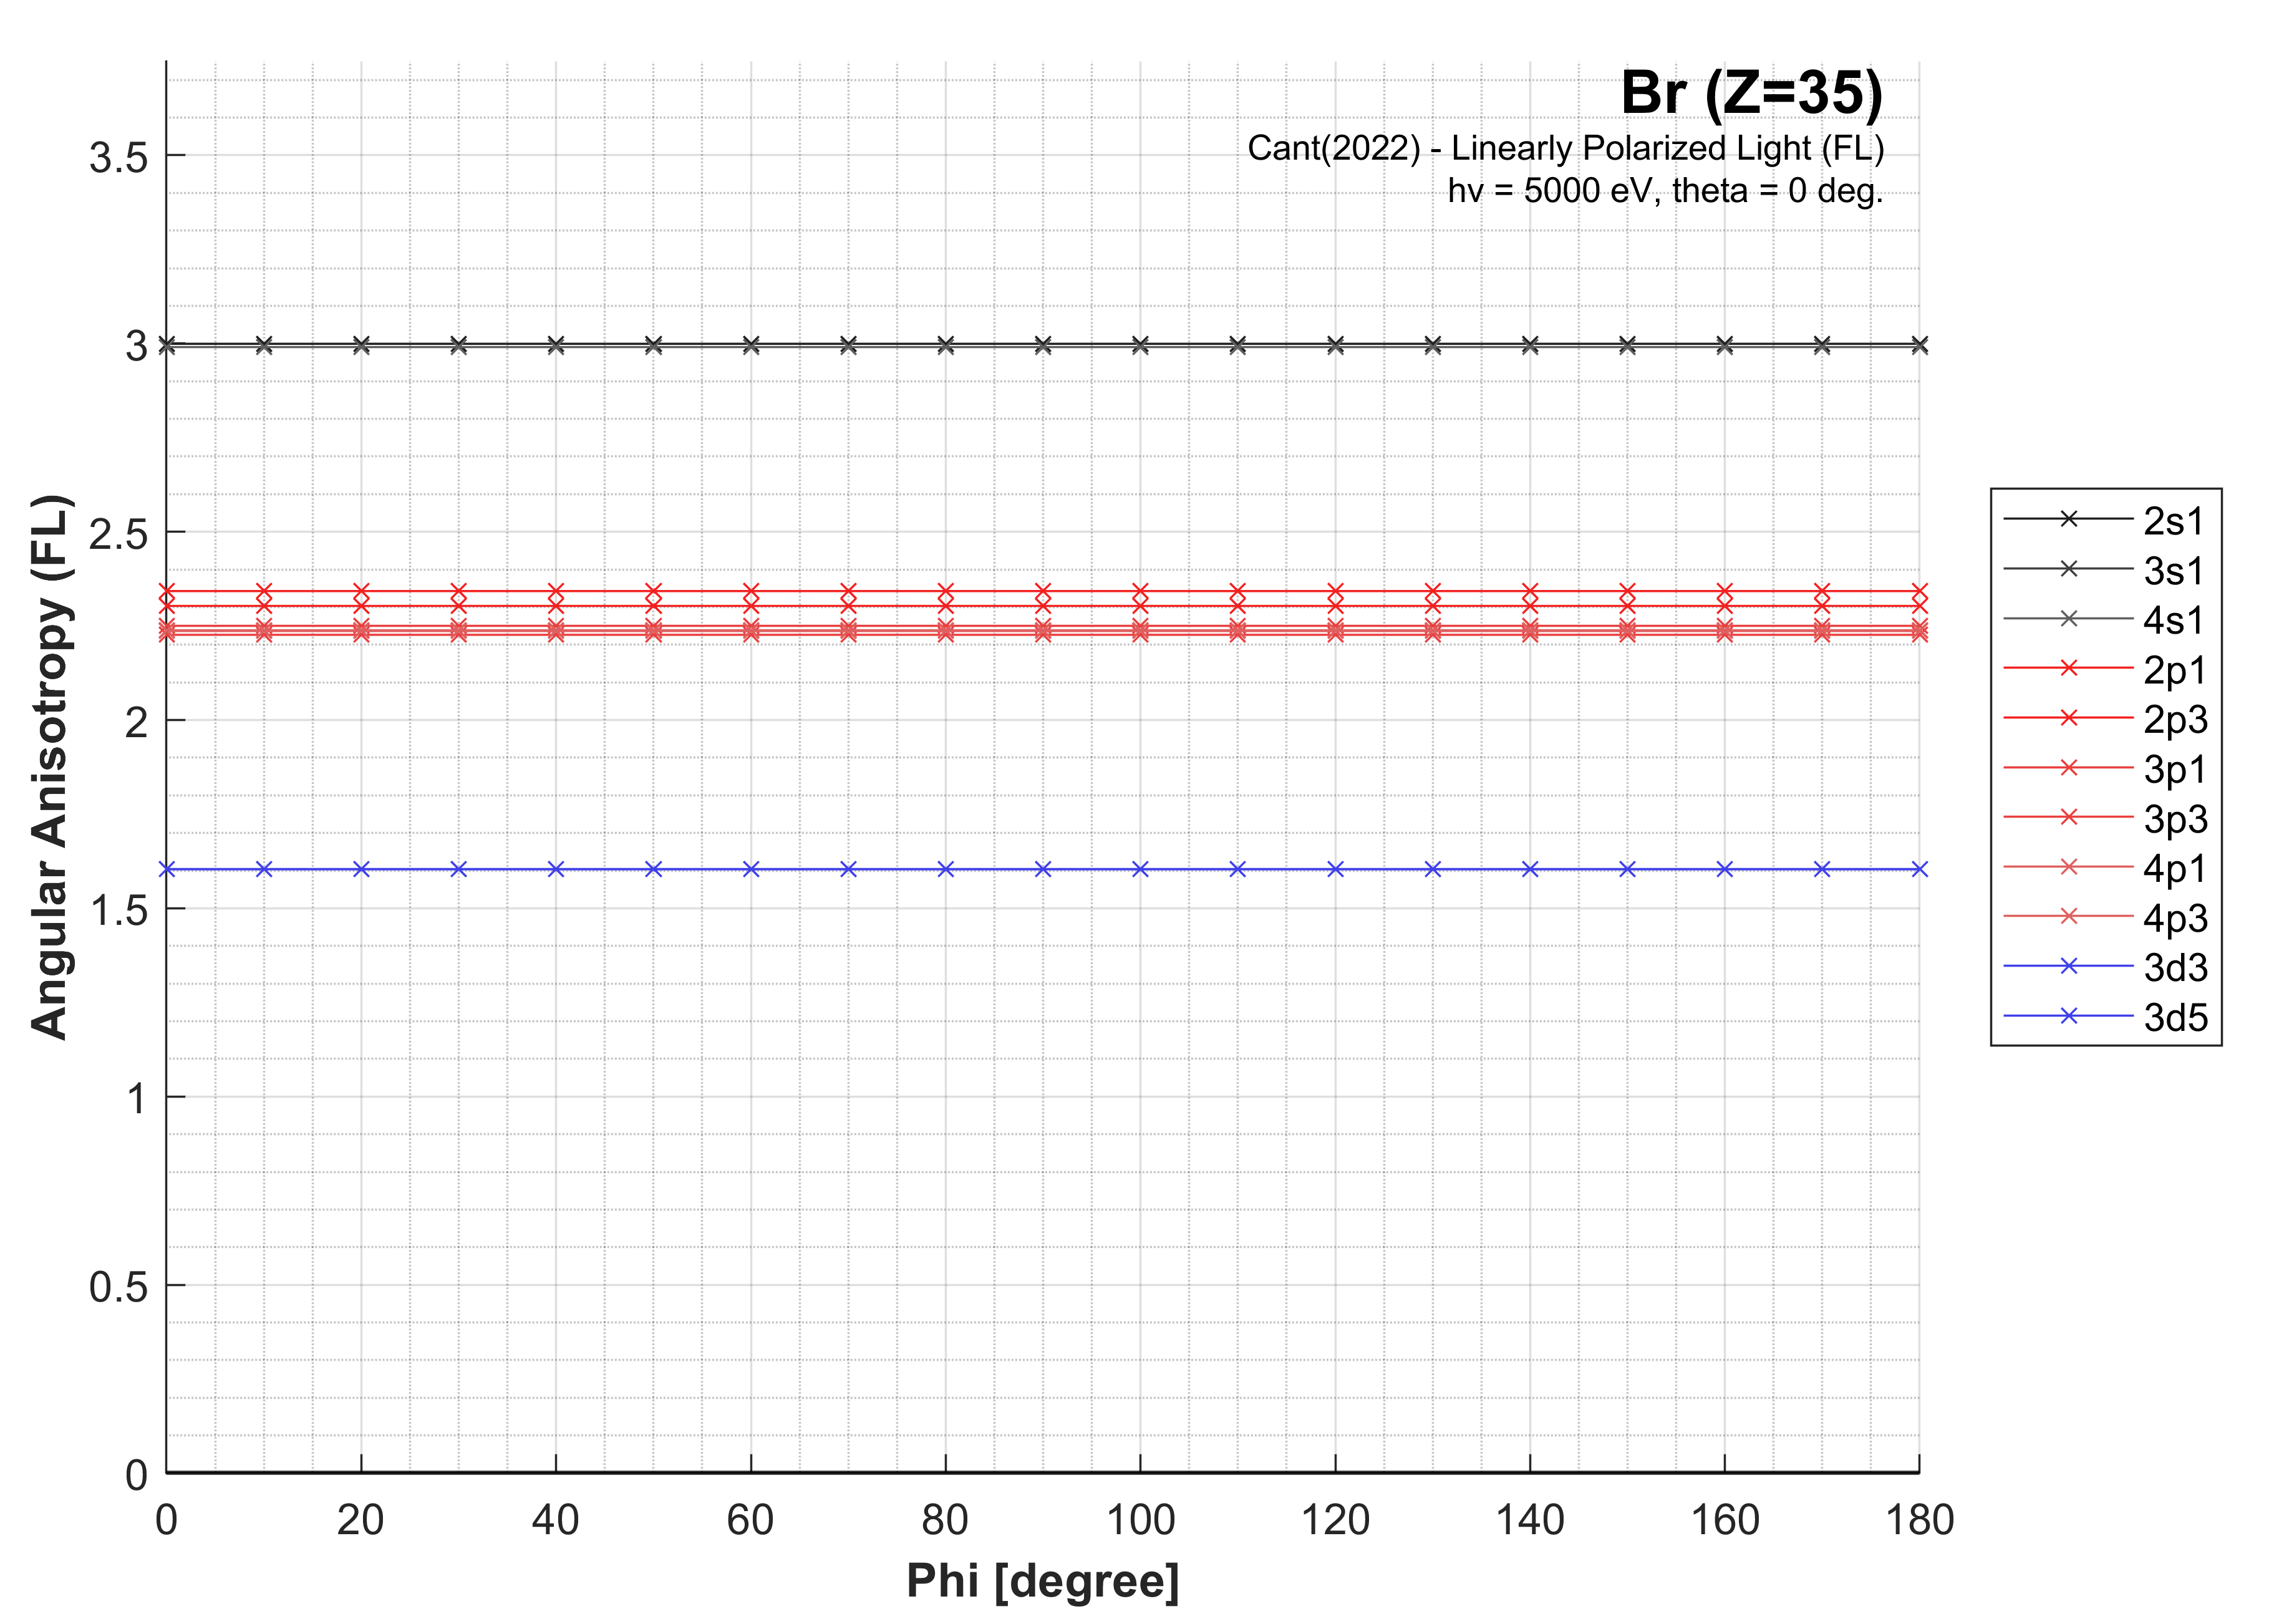 Br (Z=35)
Cant(2022) - Linearly Polarized Light (FL)
hv = 5000 eV, theta = 0 deg.
Angular Anisotropy (FL)
3.5
3
2.5
2
1.5
1
0.5
0
0 20 40 60 80 100 120 140 160 180
Phi [degree]
2s1
3s1
4s1
2p1
2p3
3p1
3p3
4p1
4p3
3d3
3d5